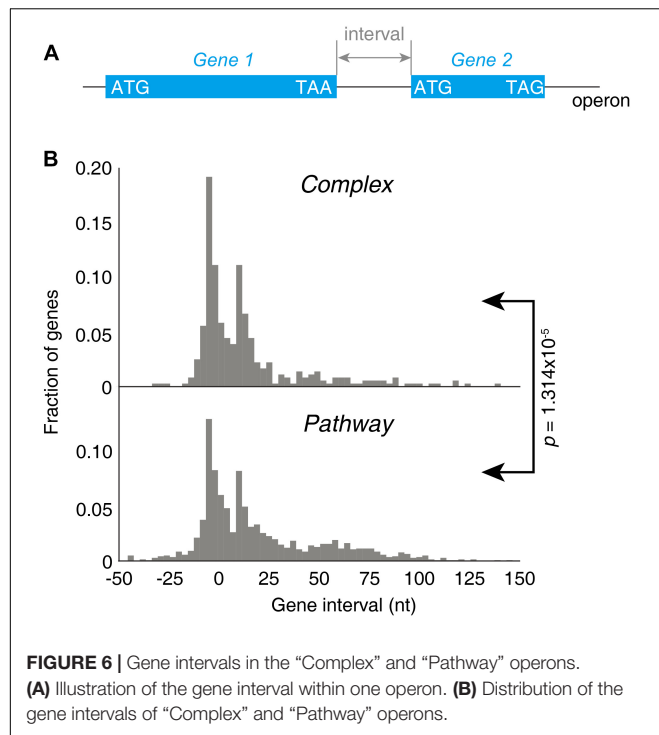 A
interval
Gene 1
Gene 2
ATG
TAA
ATG
TAG
operon
B
0.20
Complex
0.15
0.10
0.05
0
Fraction of genes
p = 1.314x10-5
Pathway
0.10
0.05
0
-50
-25
0
25
50
75
100
125
150
Gene interval (nt)
FIGURE 6 | Gene intervals in the “Complex” and “Pathway” operons.
(A) Illustration of the gene interval within one operon. (B) Distribution of the
gene intervals of “Complex” and “Pathway” operons.